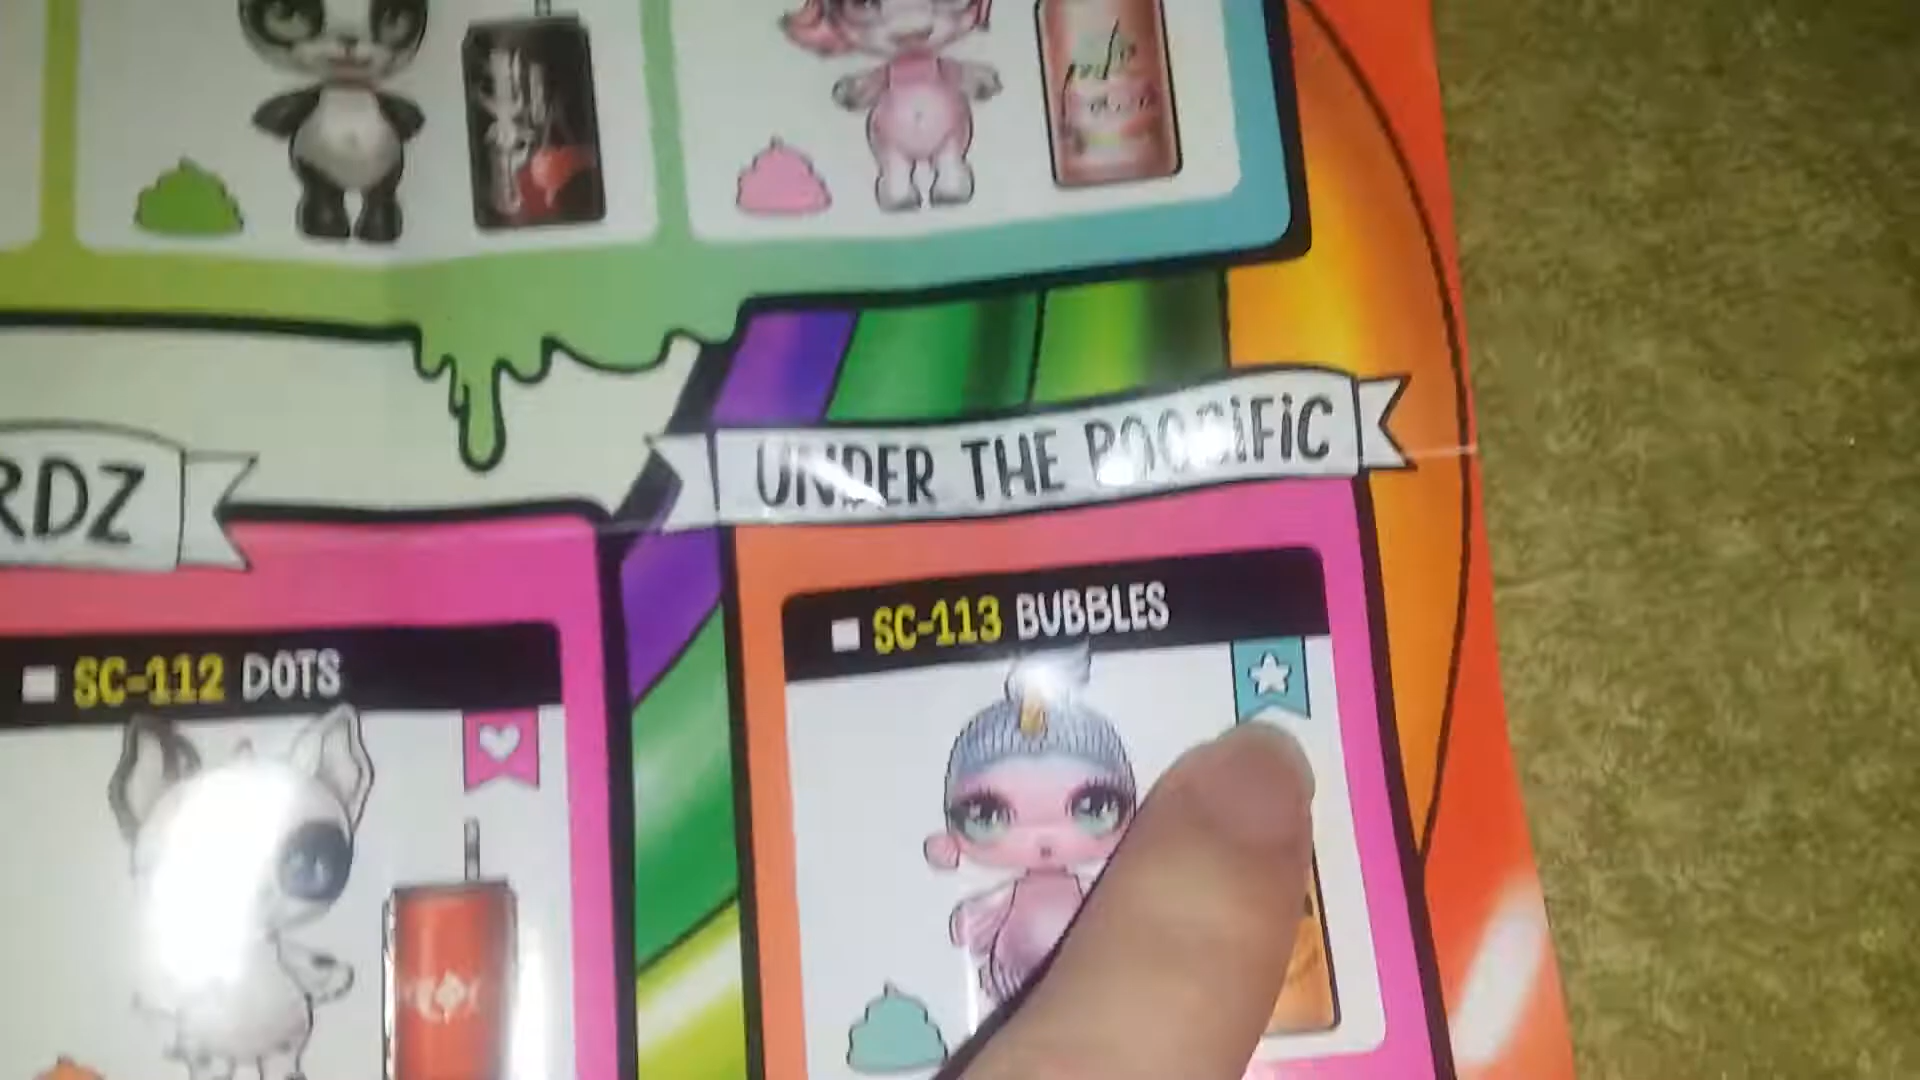 RDZ
UNDER THE POOCIFIC
SC-112 DOTS
SC-113 BUBBLES